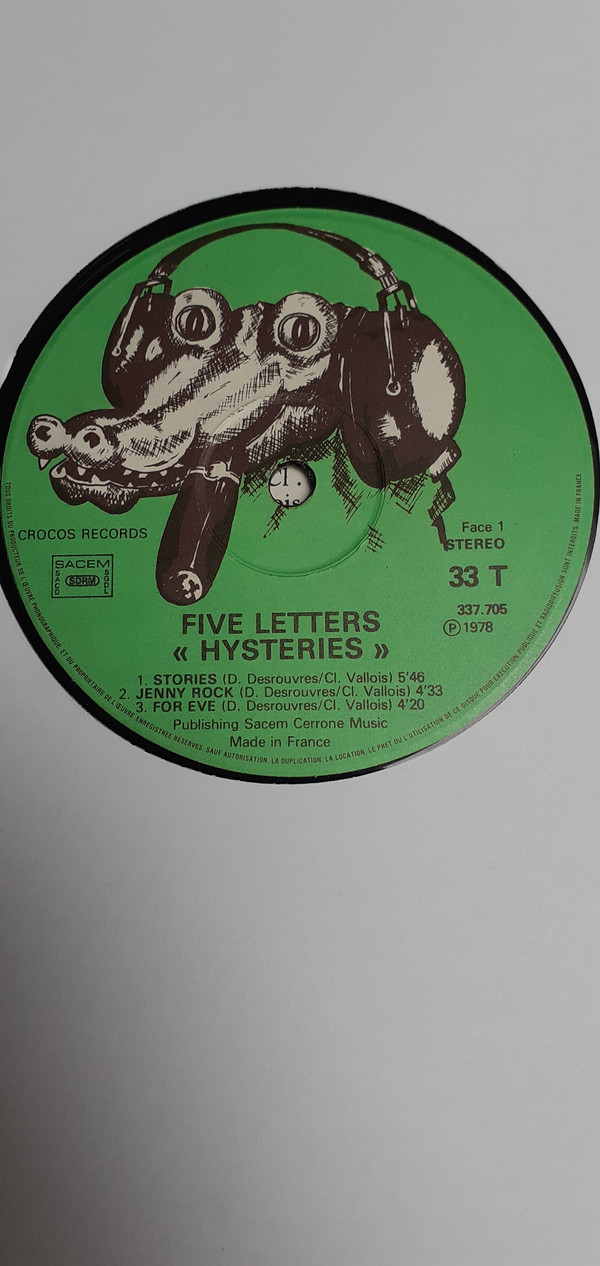 CROCOS RECORDS
SACEM
SACD
SDRM
SGDL
Face 1
STEREO
33 T
337.705
Ⓟ 1978
FIVE LETTERS
« HYSTERIES »
1. STORIES (D. Desrouvres/Cl. Vallois) 5'46
2. JENNY ROCK (D. Desrouvres/Cl. Vallois) 4'33
3. FOR EVE (D. Desrouvres/Cl. Vallois) 4'20
Publishing Sacem Cerrone Music
Made in France
TOUS DROITS DU PRODUCTEUR DE L'ŒUVRE PHONOGRAPHIQUE ET DU PROPRIETAIRE DE L'ŒUVRE ENREGISTREE RESERVES. SAUF AUTORISATION, LA DUPLICATION, LA LOCATION, LE PRET OU L'UTILISATION DE CE DISQUE POUR EXECUTION PUBLIQUE ET RADIODIFFUSION SONT INTERDITS. MADE IN FRANCE
Cl.
ois